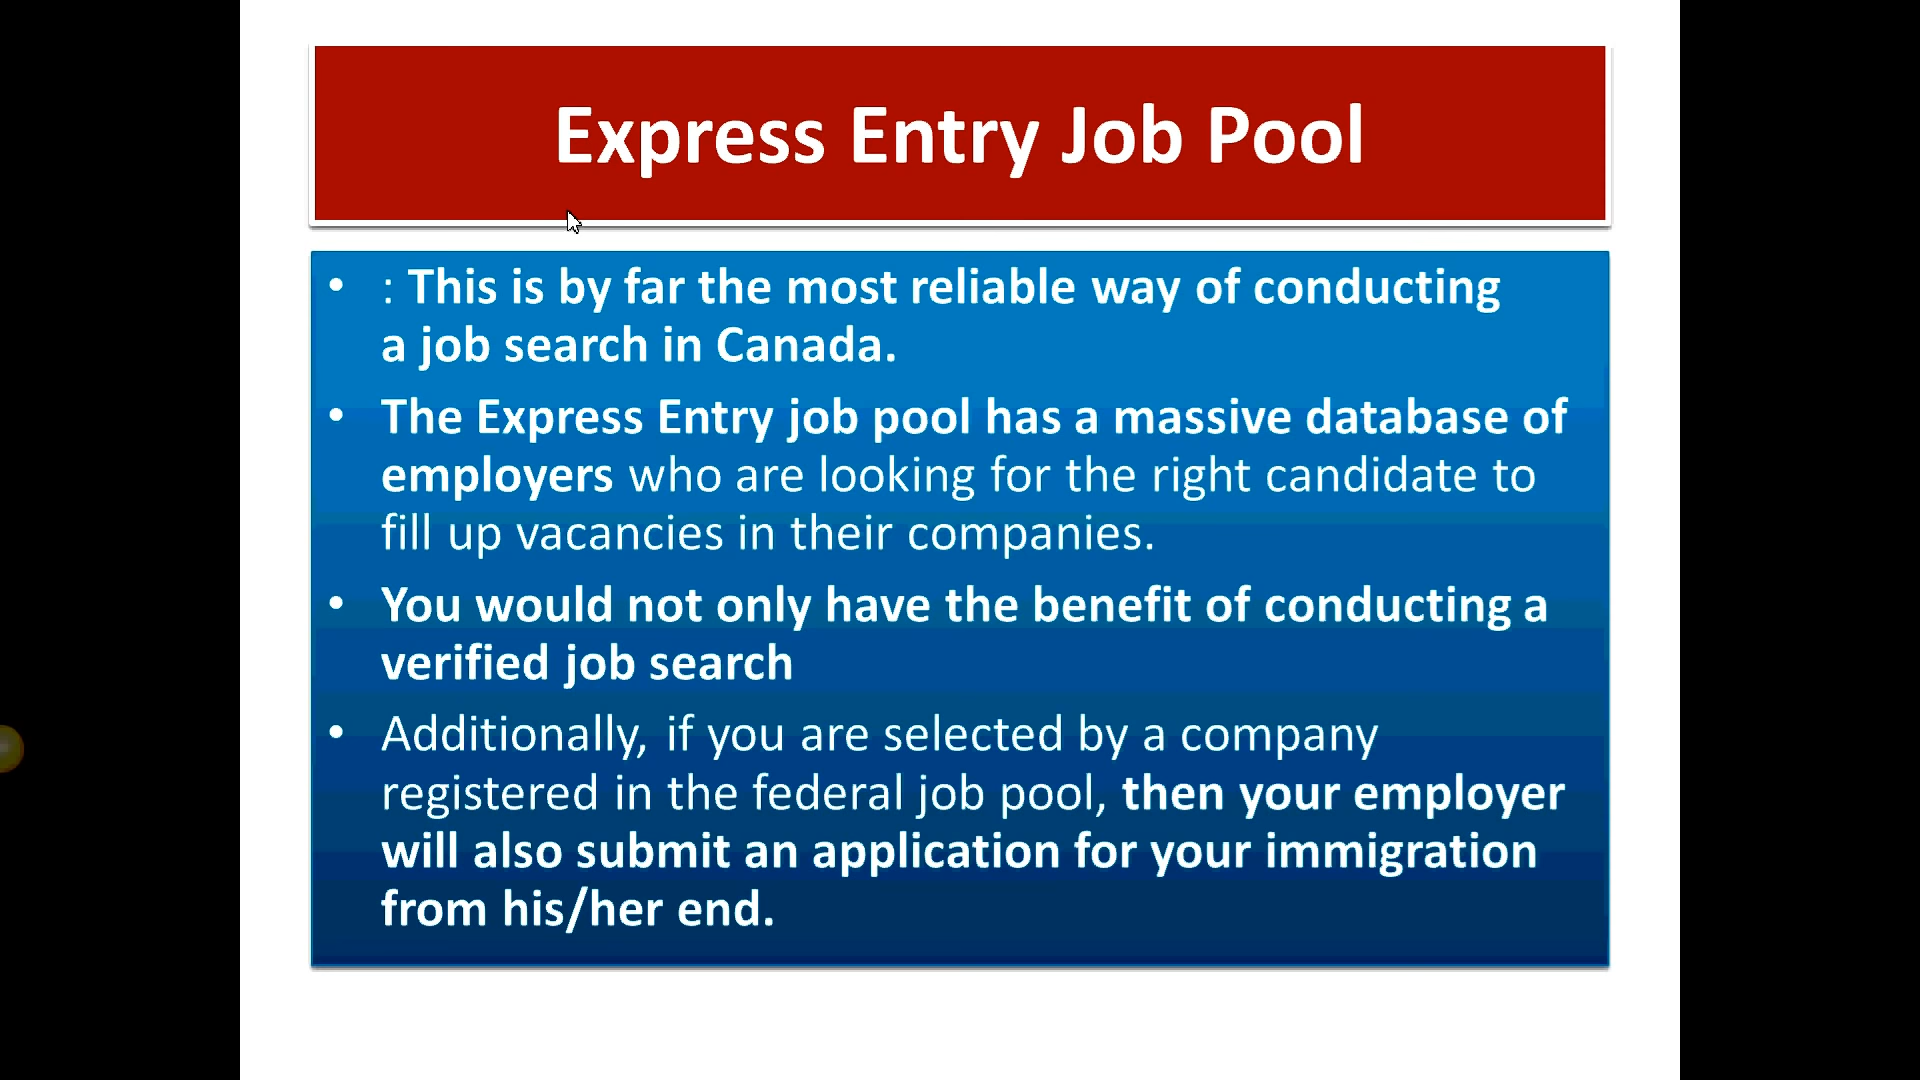 Express Entry Job Pool
• : This is by far the most reliable way of conducting
a job search in Canada.
• The Express Entry job pool has a massive database of
employers who are looking for the right candidate to
fill up vacancies in their companies.
• You would not only have the benefit of conducting a
verified job search
• Additionally, if you are selected by a company
registered in the federal job pool, then your employer
will also submit an application for your immigration
from his/her end.